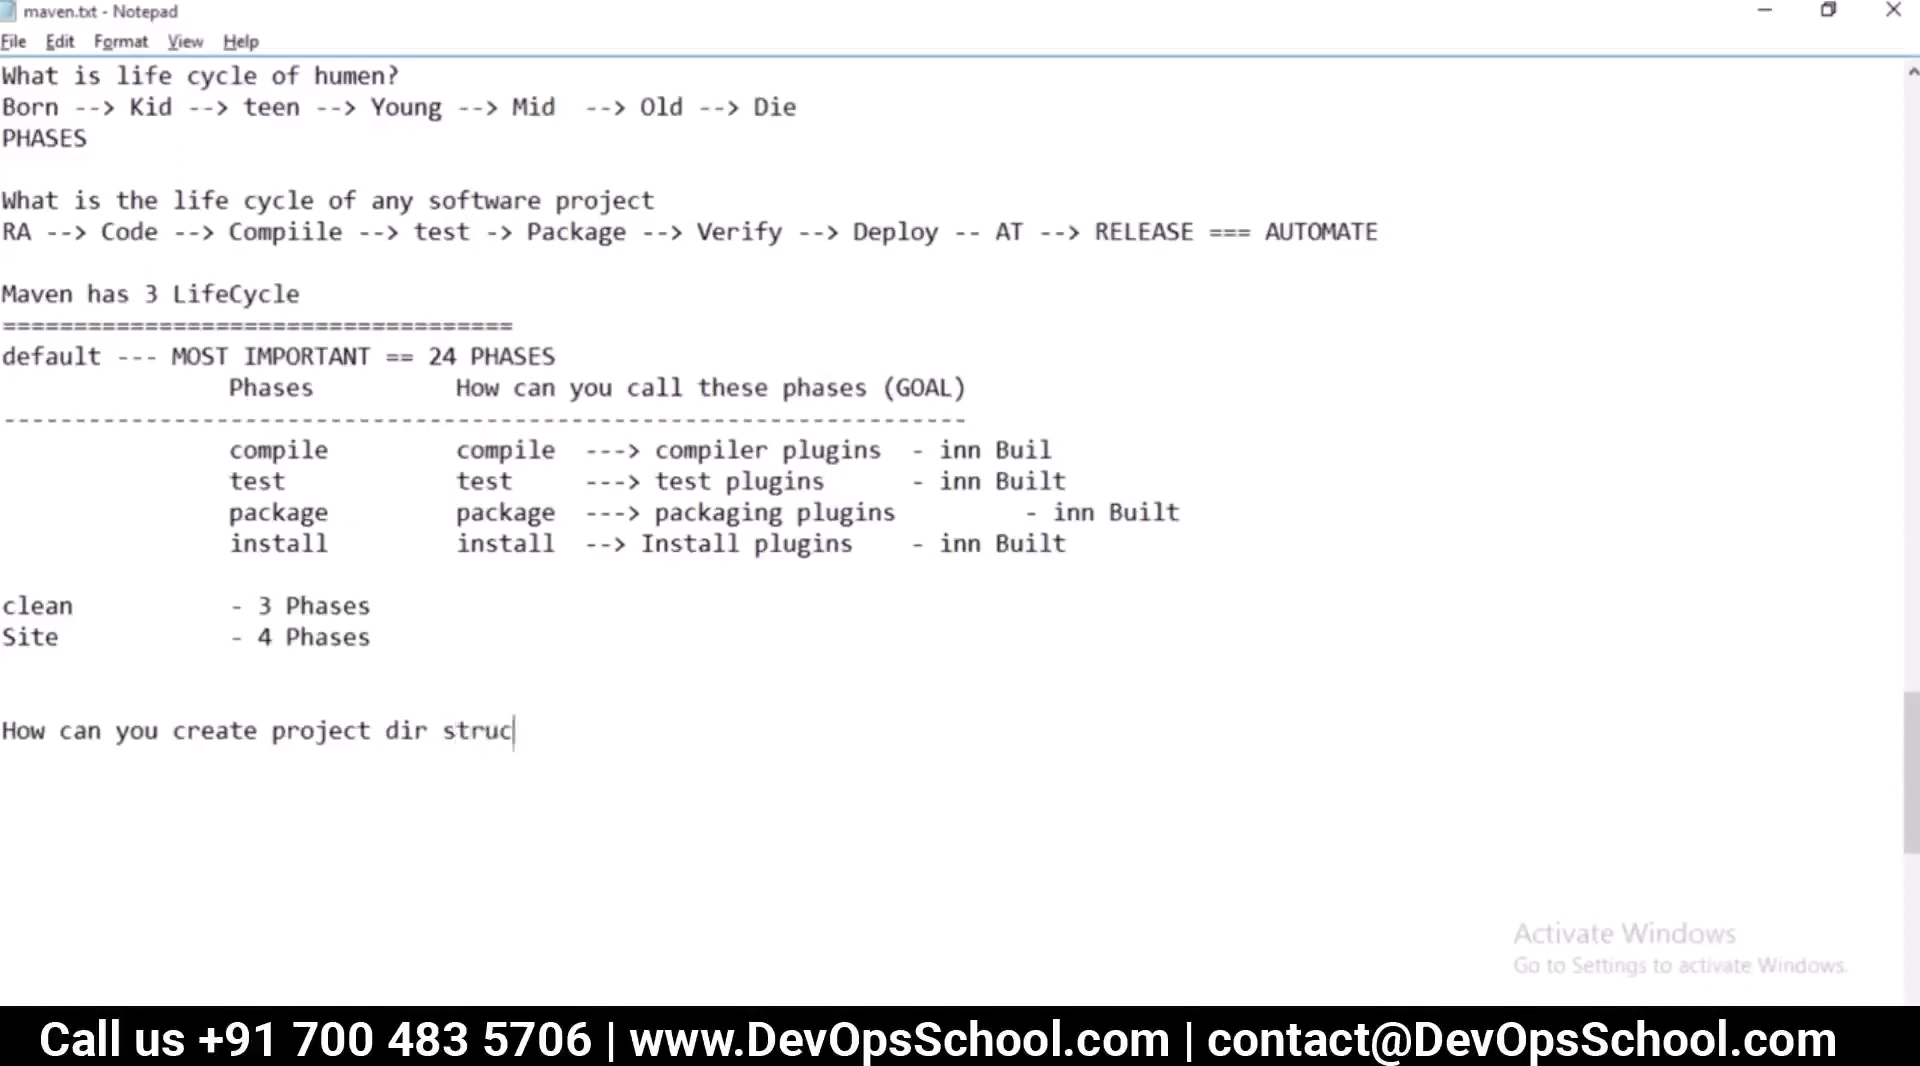 maven.txt - Notepad
File Edit Format View Help
What is life cycle of humen?
Born --> Kid --> teen --> Young --> Mid --> Old --> Die
PHASES
What is the life cycle of any software project
RA --> Code --> Compiile --> test -> Package --> Verify --> Deploy -- AT --> RELEASE === AUTOMATE
Maven has 3 LifeCycle
====================================
default --- MOST IMPORTANT == 24 PHASES
Phases How can you call these phases (GOAL)
--------------------------------------------------------------------
compile compile ---> compiler plugins - inn Buil
test test ---> test plugins - inn Built
package package ---> packaging plugins - inn Built
install install --> Install plugins - inn Built
clean - 3 Phases
Site - 4 Phases
How can you create project dir struc
Activate Windows
Go to Settings to activate Windows.
Call us +91 700 483 5706 | www.DevOpsSchool.com | contact@DevOpsSchool.com